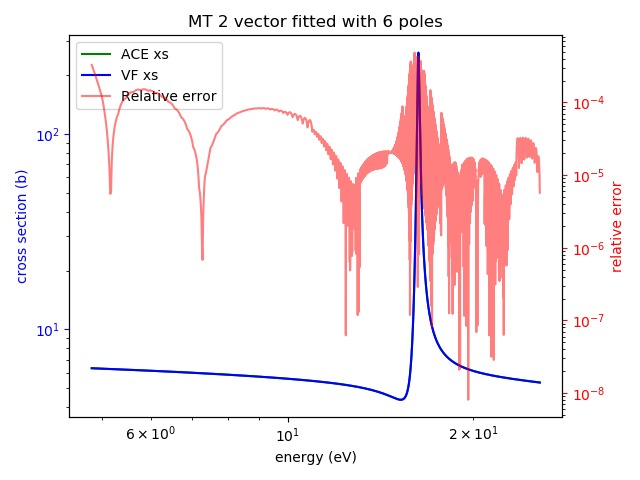 MT 2 vector fitted with 6 poles
ACE xs
VF xs
Relative error
10²
10¹
cross section (b)
10⁻⁴
10⁻⁵
10⁻⁶
10⁻⁷
10⁻⁸
relative error
6 × 10⁰
10¹
2 × 10¹
energy (eV)